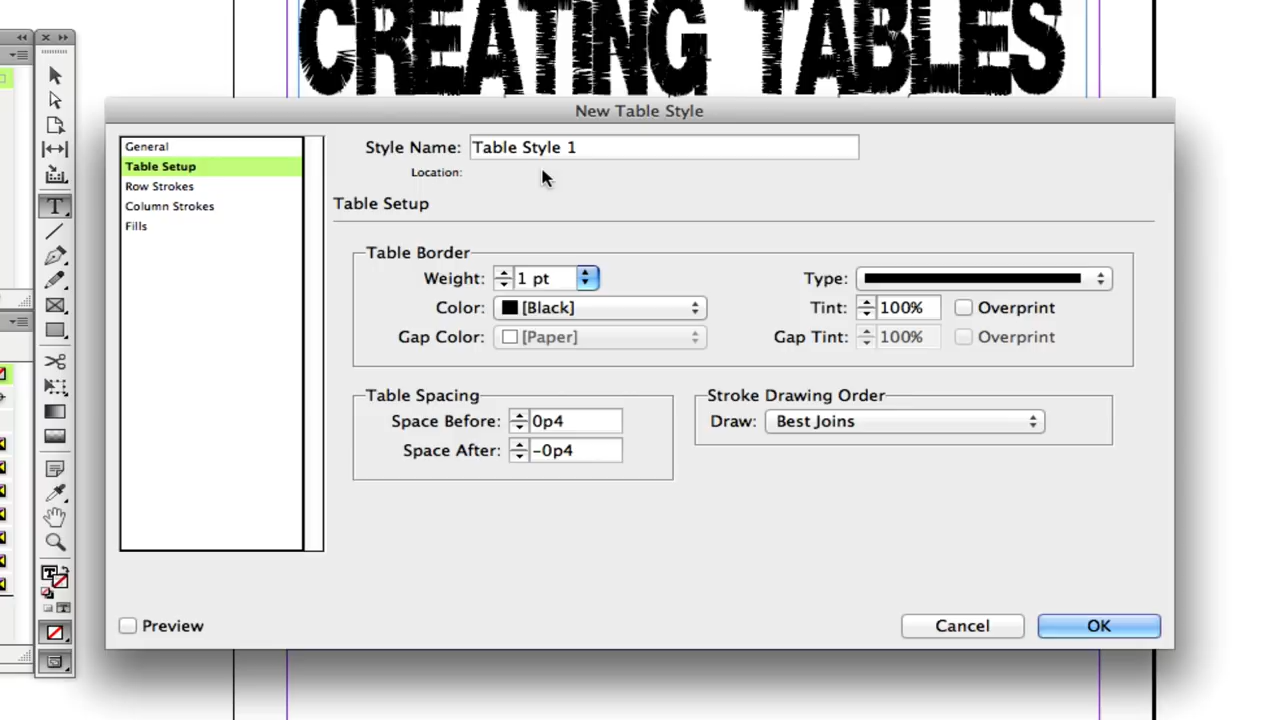 CREATING TABLES
New Table Style
General
Table Setup
Row Strokes
Column Strokes
Fills
Style Name: Table Style 1
Location:
Table Setup
Table Border
Weight: 1 pt Type:
Color: [Black] Tint: 100% Overprint
Gap Color: [Paper] Gap Tint: 100% Overprint
Table Spacing Stroke Drawing Order
Space Before: 0p4 Draw: Best Joins
Space After: -0p4
Preview Cancel OK